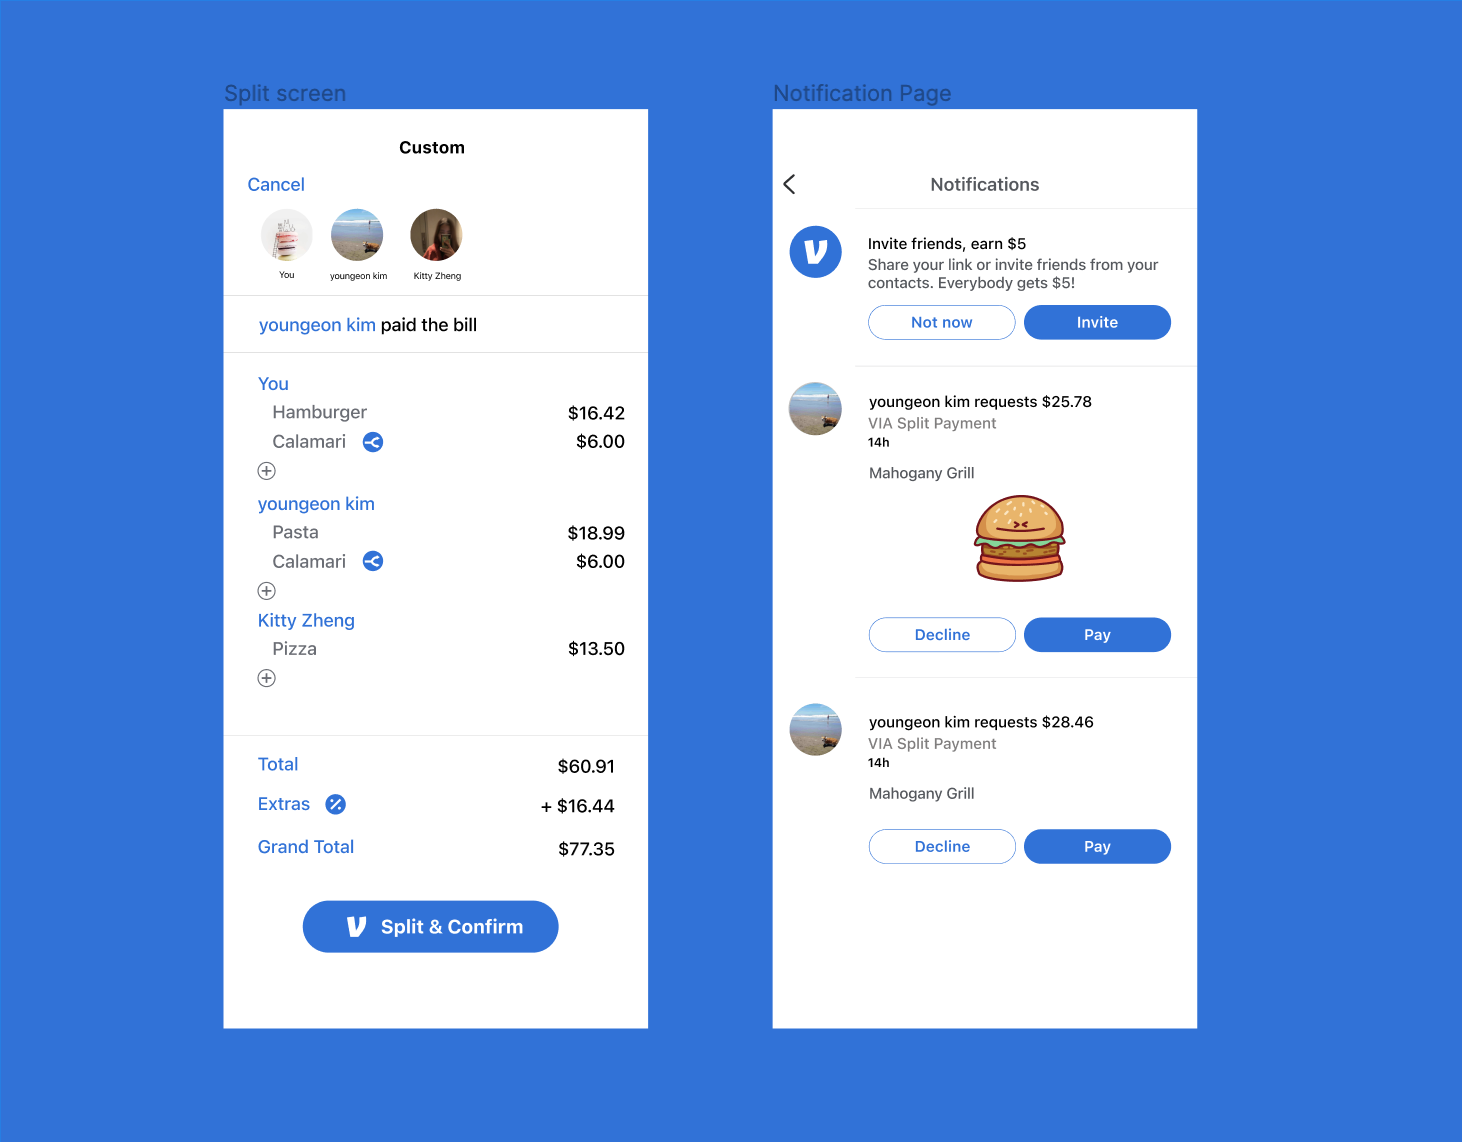 Split screen
Custom
Cancel
You
youngeon kim
Kitty Zheng
youngeon kim paid the bill
You
Hamburger $16.42
Calamari $6.00
youngeon kim
Pasta $18.99
Calamari $6.00
Kitty Zheng
Pizza $13.50
Total $60.91
Extras + $16.44
Grand Total $77.35
Split & Confirm
Notification Page
Notifications
Invite friends, earn $5
Share your link or invite friends from your
contacts. Everybody gets $5!
Not now
Invite
youngeon kim requests $25.78
VIA Split Payment
14h
Mahogany Grill
Decline
Pay
youngeon kim requests $28.46
VIA Split Payment
14h
Mahogany Grill
Decline
Pay